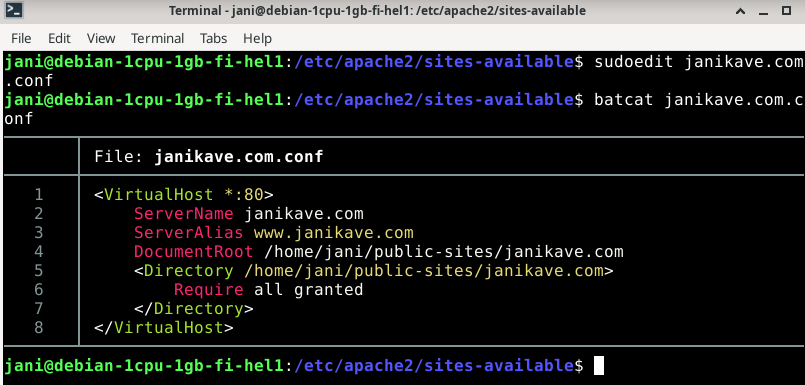 Terminal - jani@debian-1cpu-1gb-fi-hel1: /etc/apache2/sites-available
File Edit View Terminal Tabs Help
jani@debian-1cpu-1gb-fi-hel1:/etc/apache2/sites-available$ sudoedit janikave.com
.conf
jani@debian-1cpu-1gb-fi-hel1:/etc/apache2/sites-available$ batcat janikave.com.c
onf
File: janikave.com.conf
1 <VirtualHost *:80>
2     ServerName janikave.com
3     ServerAlias www.janikave.com
4     DocumentRoot /home/jani/public-sites/janikave.com
5     <Directory /home/jani/public-sites/janikave.com>
6         Require all granted
7     </Directory>
8 </VirtualHost>
jani@debian-1cpu-1gb-fi-hel1:/etc/apache2/sites-available$